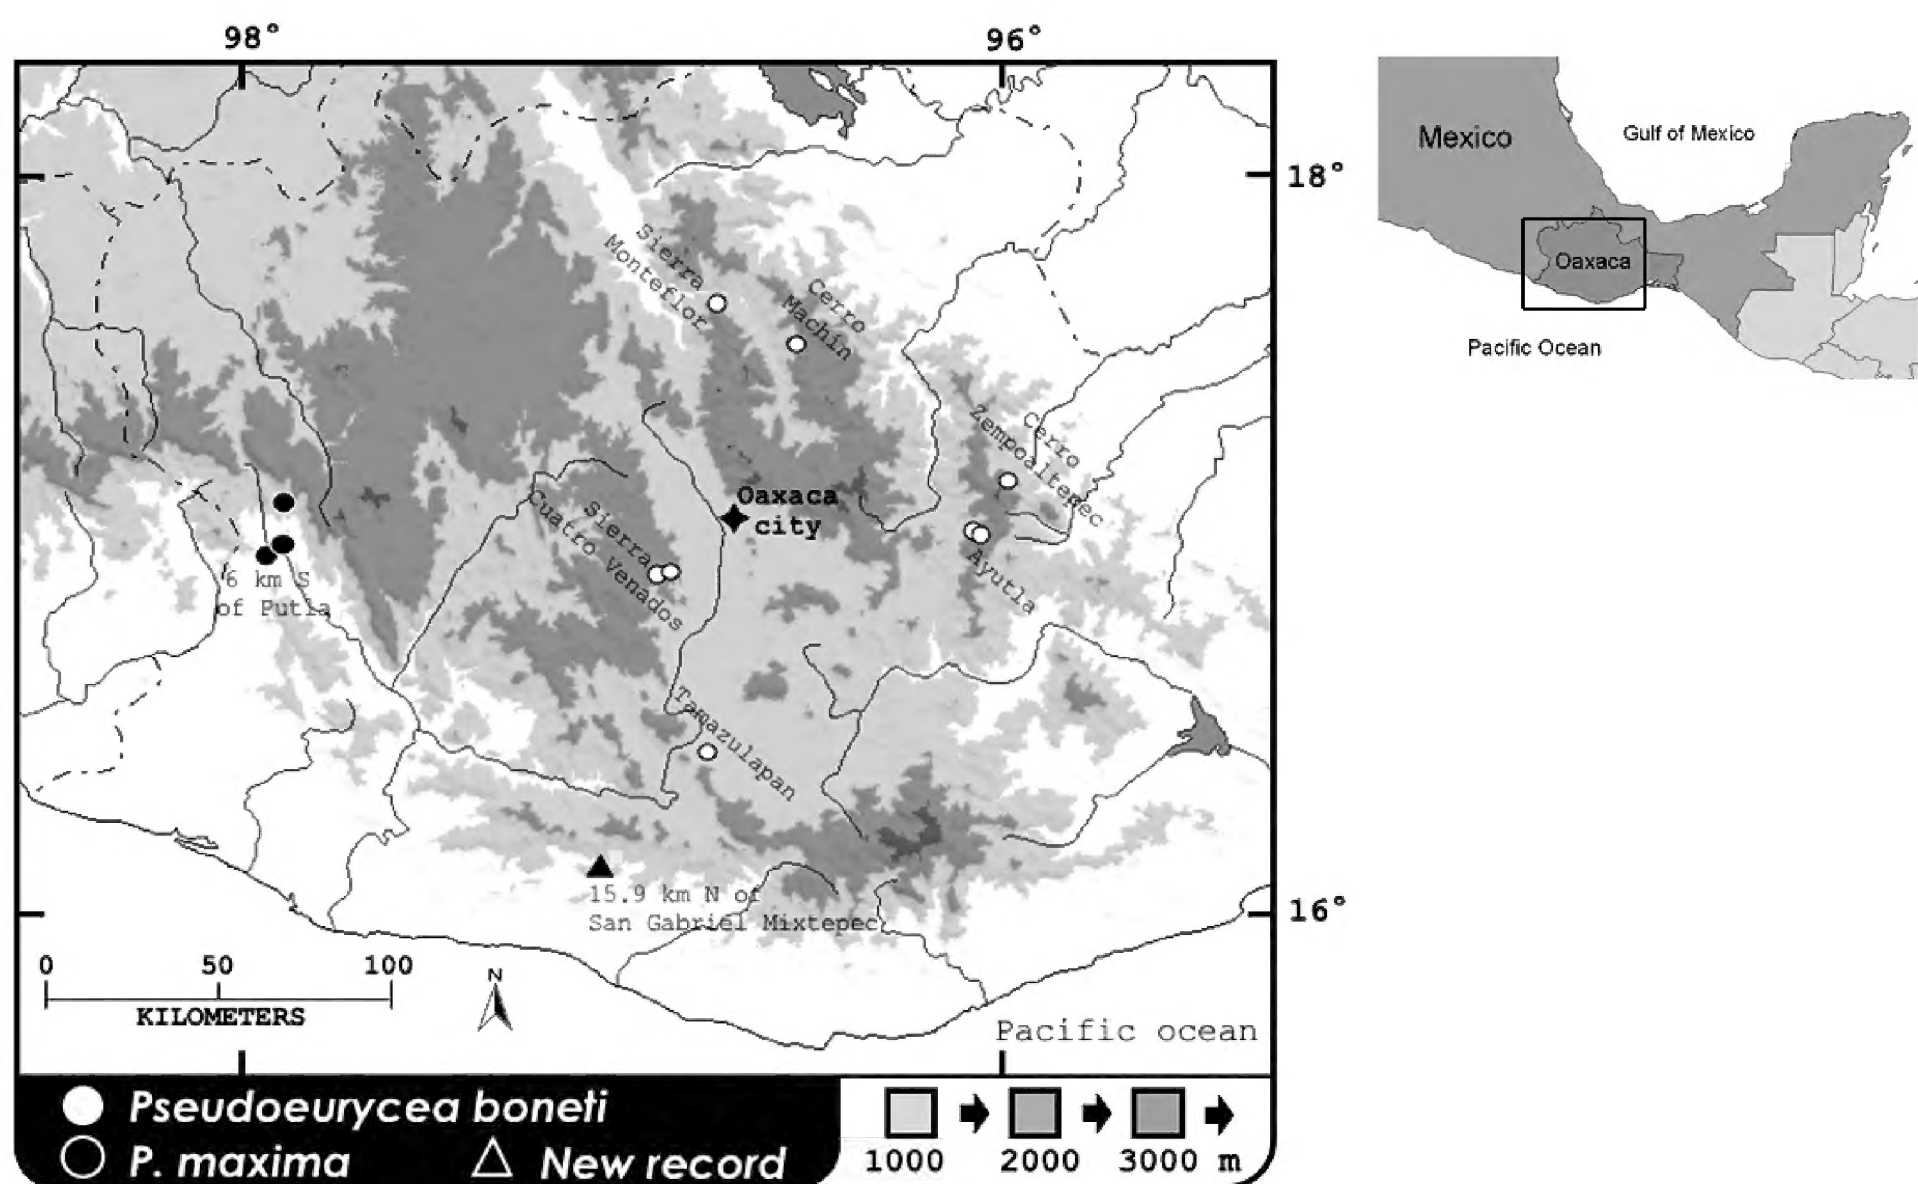 98°
96°
18°
16°
Sierra
Monteflor
Cerro
Machín
Cerro
Zempoaltepec
Oaxaca
city
Sierra
Cuatro Venados
Ayutla
6 km S
of Putla
Tamazulapan
15.9 km N of
San Gabriel Mixtepec
0 50 100
KILOMETERS
N
Pacific ocean
Pseudoeurycea boneti
P. maxima
New record
1000 2000 3000 m
Mexico
Gulf of Mexico
Oaxaca
Pacific Ocean